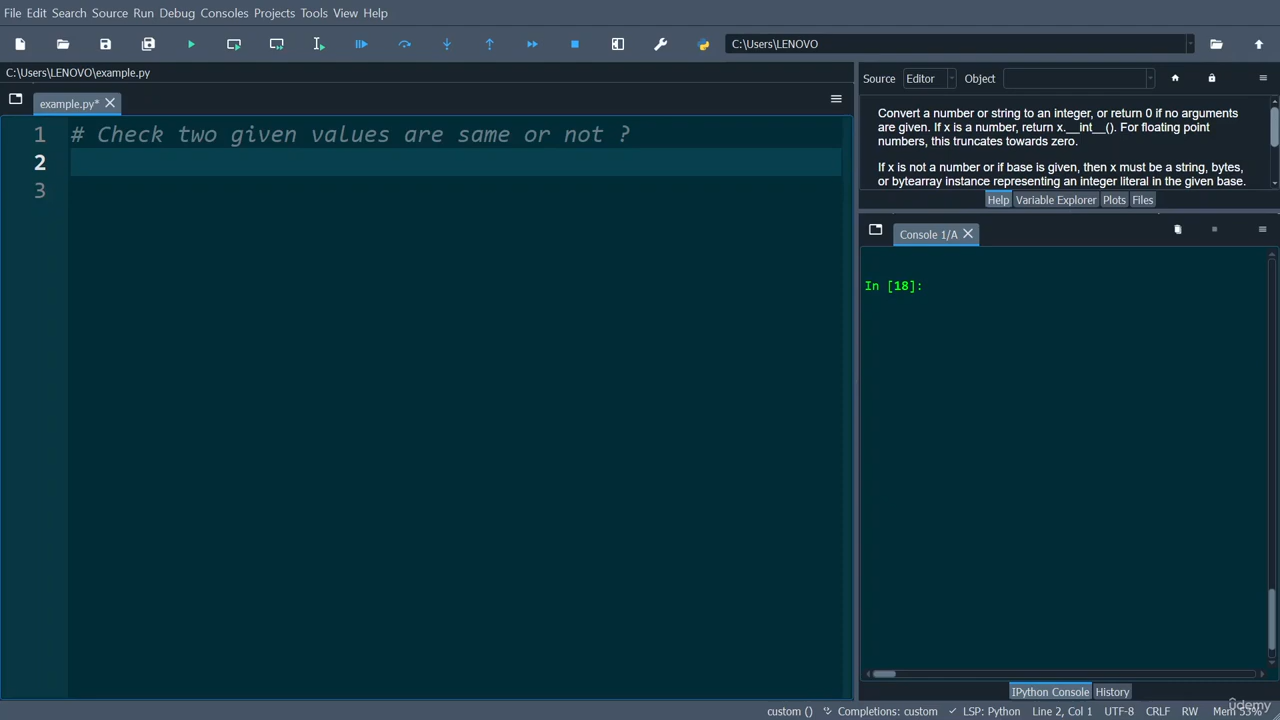 File Edit Search Source Run Debug Consoles Projects Tools View Help
C:\Users\LENOVO
C:\Users\LENOVO\example.py
example.py*
1 # Check two given values are same or not ?
2
3
Source Editor Object
Convert a number or string to an integer, or return 0 if no arguments
are given. If x is a number, return x.__int__(). For floating point
numbers, this truncates towards zero.
If x is not a number or if base is given, then x must be a string, bytes,
or bytearray instance representing an integer literal in the given base.
Help Variable Explorer Plots Files
Console 1/A
In [18]:
IPython Console History
custom () Completions: custom LSP: Python Line 2, Col 1 UTF-8 CRLF RW Mem 53%
ûdemy